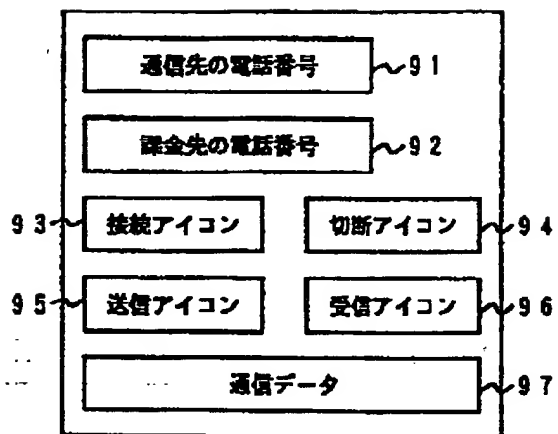 通信先の電話番号 〜91
課金先の電話番号 〜92
93〜 接続アイコン 切断アイコン 〜94
95〜 送信アイコン 受信アイコン 〜96
通信データ 〜97